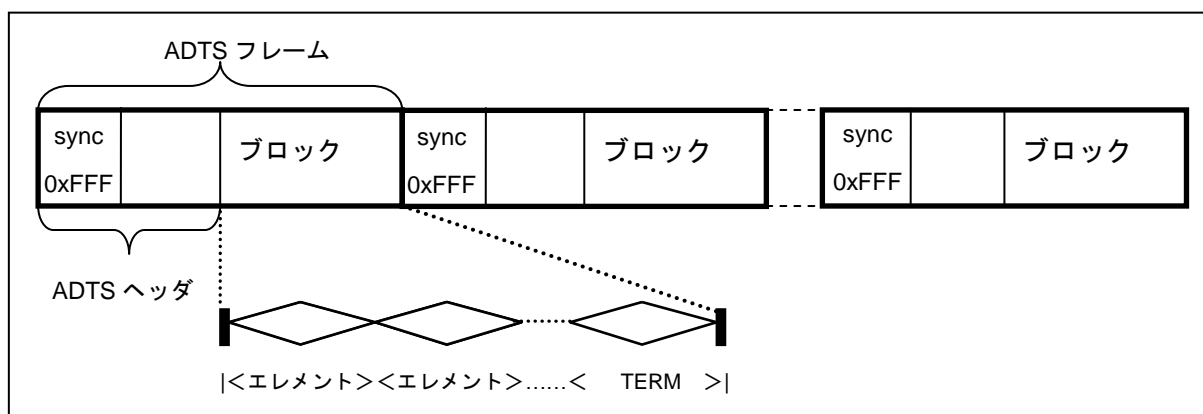 ADTS フレーム
sync
0xFFF
ブロック
sync
0xFFF
ブロック
sync
0xFFF
ブロック
ADTS ヘッダ
|<エレメント><エレメント>……< TERM >|